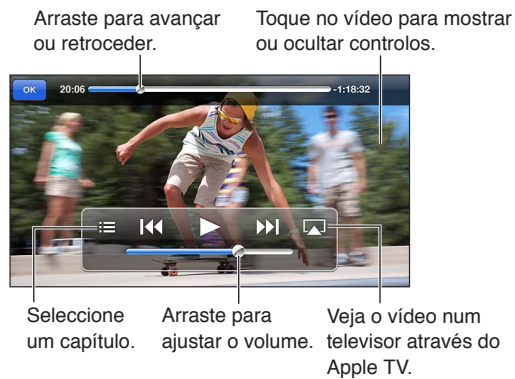 Arraste para avançar
ou retroceder.
Toque no vídeo para mostrar
ou ocultar controlos.
OK
20:06
-1:18:32
Seleccione
um capítulo.
Arraste para
ajustar o volume.
Veja o vídeo num
televisor através do
Apple TV.